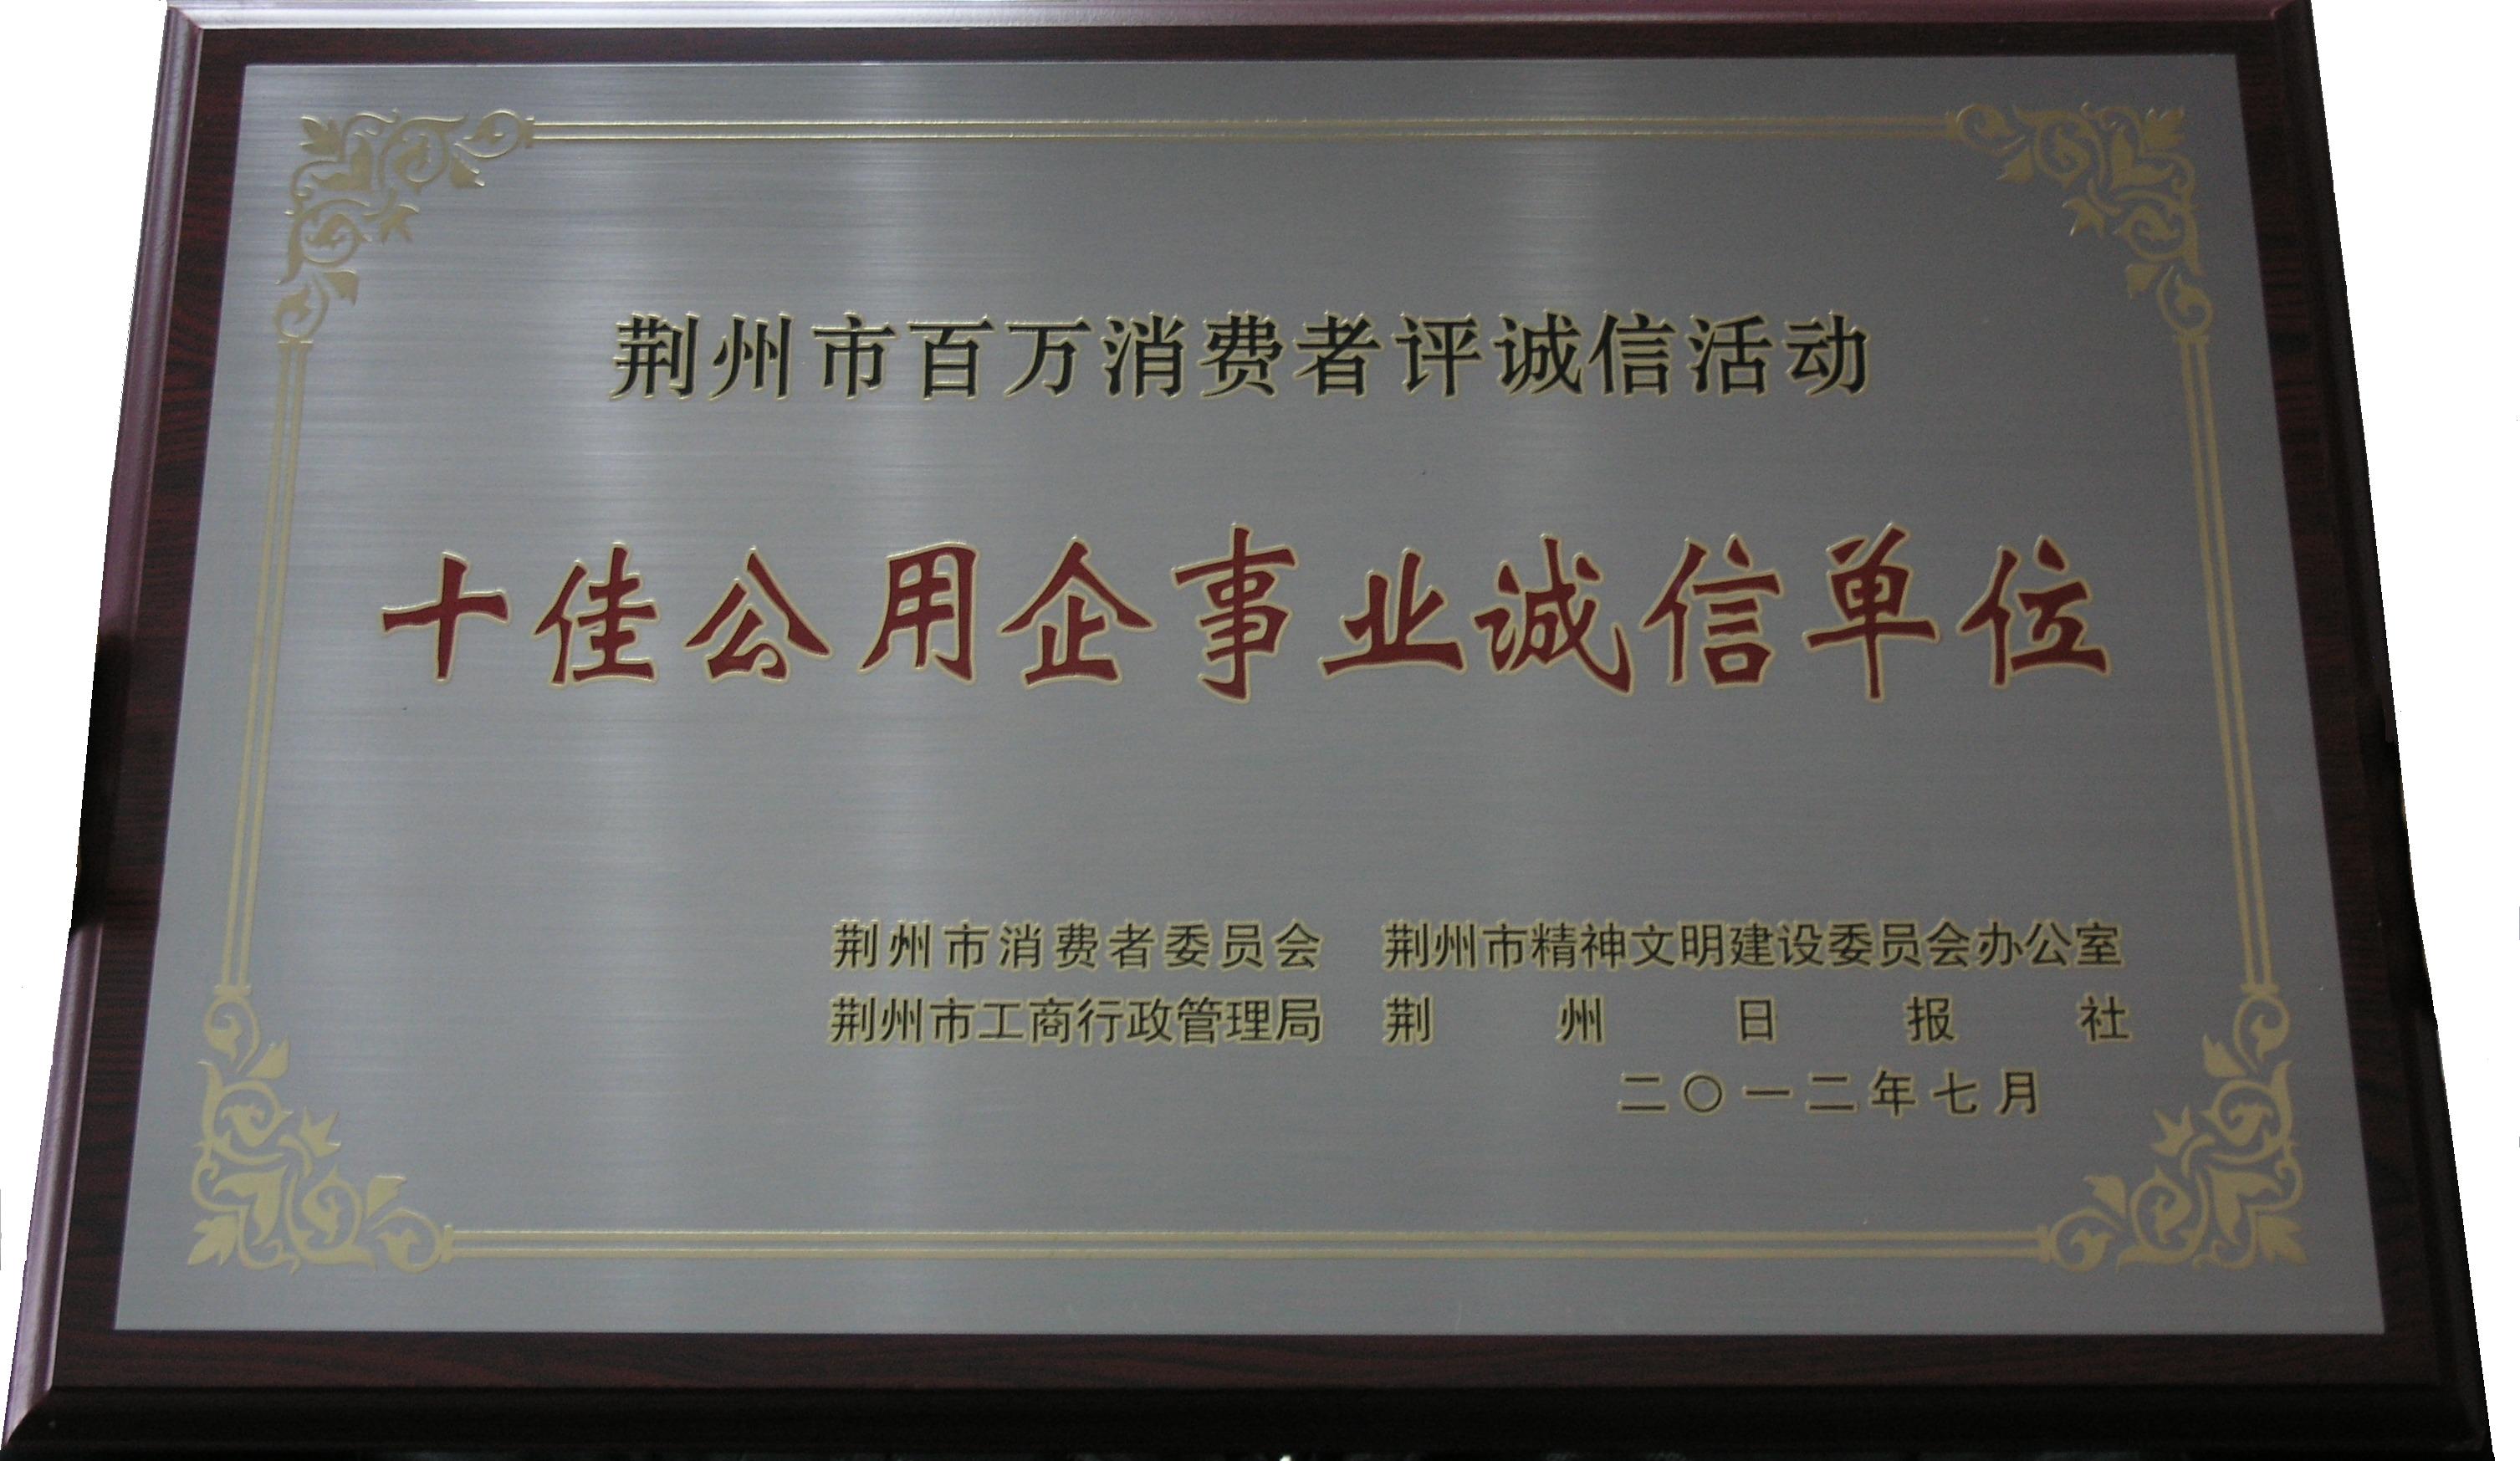 荆州市百万消费者评诚信活动
十佳公用企事业诚信单位
荆州市消费者委员会 荆州市精神文明建设委员会办公室
荆州市工商行政管理局 荆州日报社
二〇一二年七月